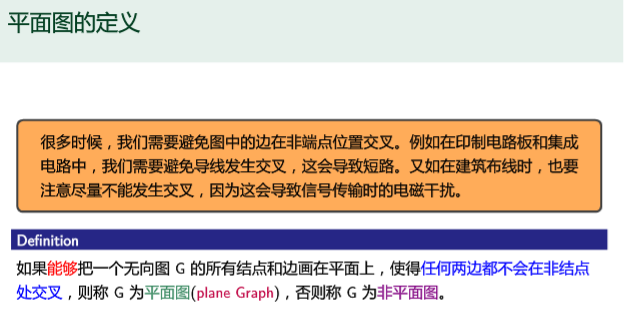 平面图的定义
很多时候，我们需要避免图中的边在非端点位置交叉。例如在印制电路板和集成
电路中，我们需要避免导线发生交叉，这会导致短路。又如在建筑布线时，也要
注意尽量不能发生交叉，因为这会导致信号传输时的电磁干扰。
Definition
如果能够把一个无向图 G 的所有结点和边画在平面上，使得任何两边都不会在非结点
处交叉，则称 G 为平面图(plane Graph)，否则称 G 为非平面图。